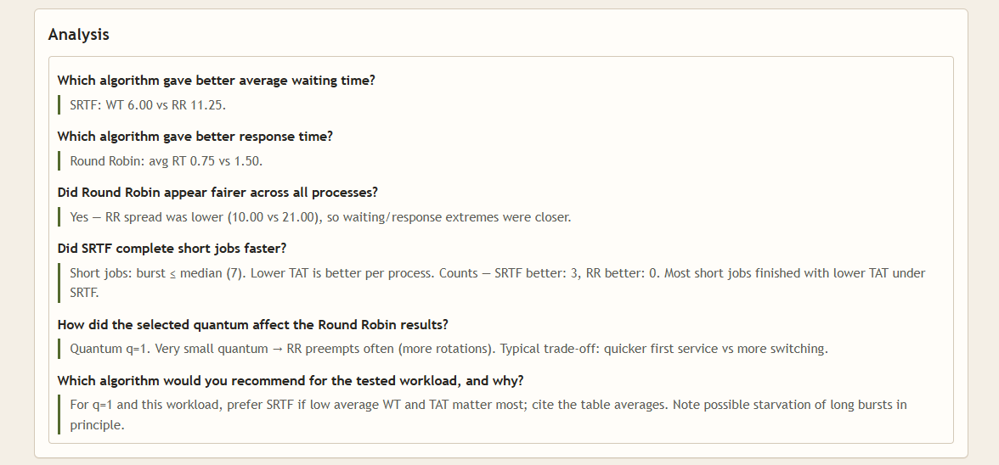 Analysis
Which algorithm gave better average waiting time?
SRTF: WT 6.00 vs RR 11.25.
Which algorithm gave better response time?
Round Robin: avg RT 0.75 vs 1.50.
Did Round Robin appear fairer across all processes?
Yes — RR spread was lower (10.00 vs 21.00), so waiting/response extremes were closer.
Did SRTF complete short jobs faster?
Short jobs: burst ≤ median (7). Lower TAT is better per process. Counts — SRTF better: 3, RR better: 0. Most short jobs finished with lower TAT under
SRTF.
How did the selected quantum affect the Round Robin results?
Quantum q=1. Very small quantum → RR preempts often (more rotations). Typical trade-off: quicker first service vs more switching.
Which algorithm would you recommend for the tested workload, and why?
For q=1 and this workload, prefer SRTF if low average WT and TAT matter most; cite the table averages. Note possible starvation of long bursts in
principle.